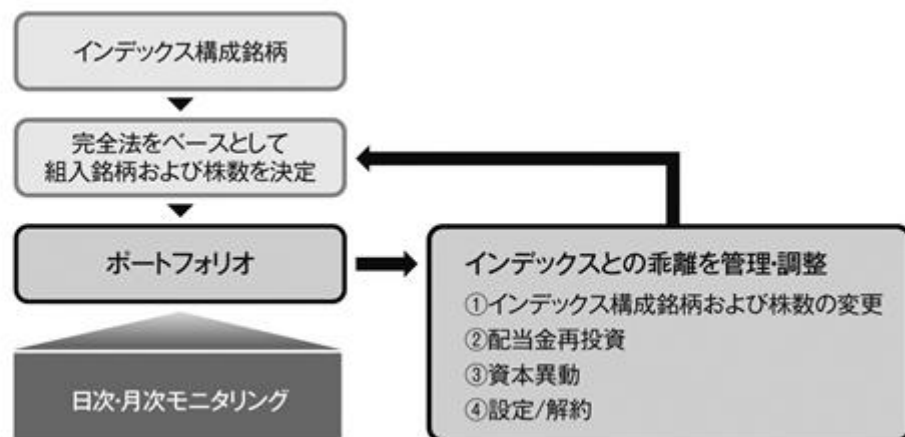 インデックス構成銘柄
完全法をベースとして
組入銘柄および株数を決定
ポートフォリオ
日次・月次モニタリング
インデックスとの乖離を管理・調整
①インデックス構成銘柄および株数の変更
②配当金再投資
③資本異動
④設定/解約